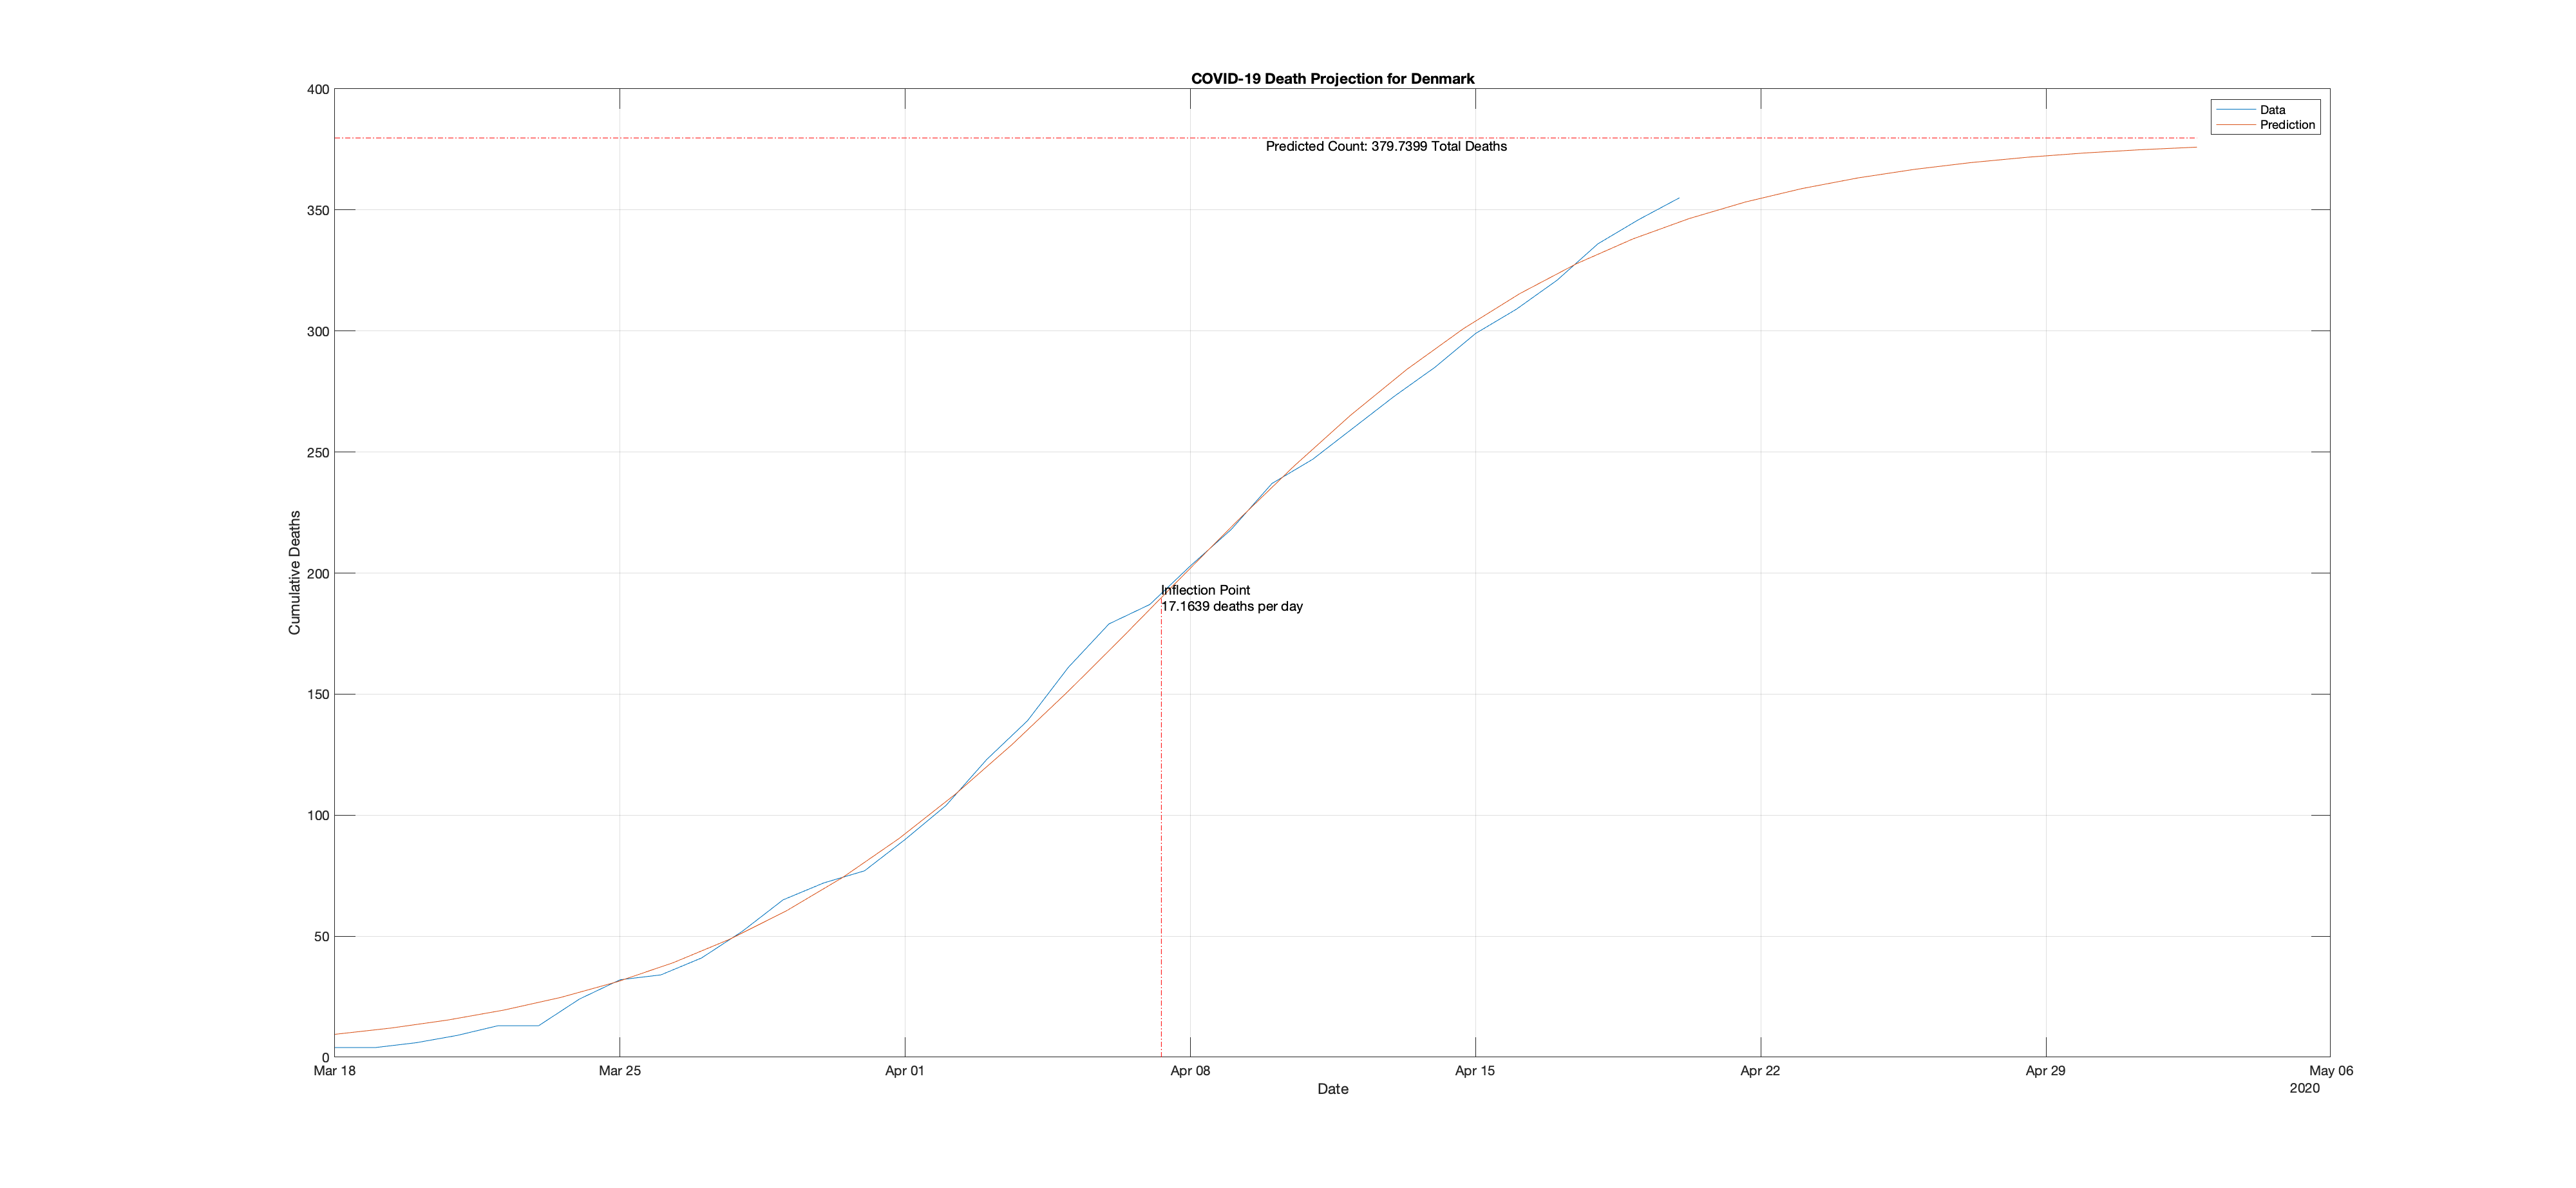 COVID-19 Death Projection for Denmark
400
350
300
250
200
150
100
50
0
Cumulative Deaths
Data
Prediction
Predicted Count: 379.7399 Total Deaths
Inflection Point
17.1639 deaths per day
Mar 18 Mar 25 Apr 01 Apr 08 Apr 15 Apr 22 Apr 29 May 06
2020
Date